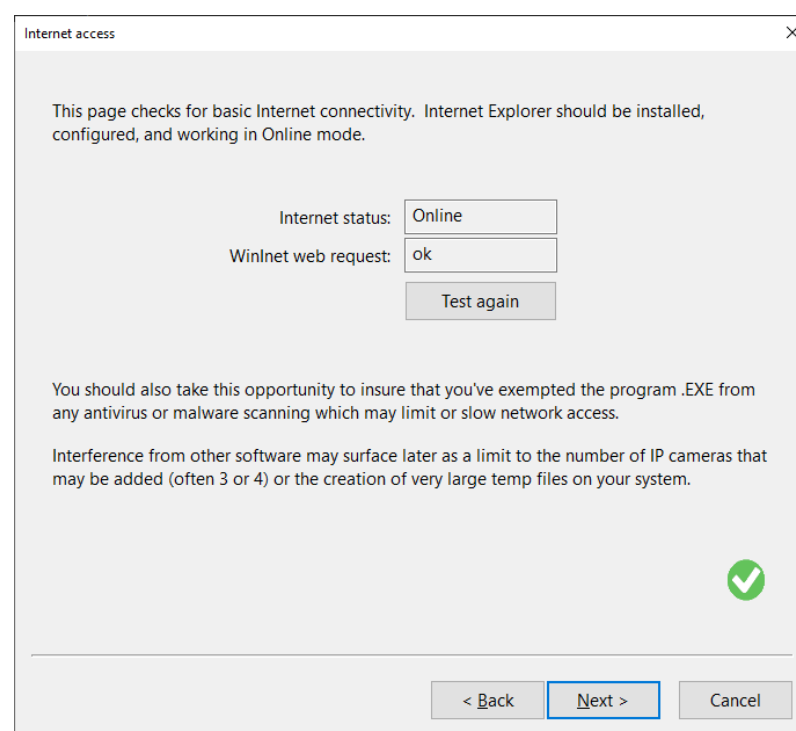 Internet access
This page checks for basic Internet connectivity.  Internet Explorer should be installed,
configured, and working in Online mode.
Internet status: Online
WinInet web request: ok
Test again
You should also take this opportunity to insure that you've exempted the program .EXE from
any antivirus or malware scanning which may limit or slow network access.
Interference from other software may surface later as a limit to the number of IP cameras that
may be added (often 3 or 4) or the creation of very large temp files on your system.
< Back Next > Cancel